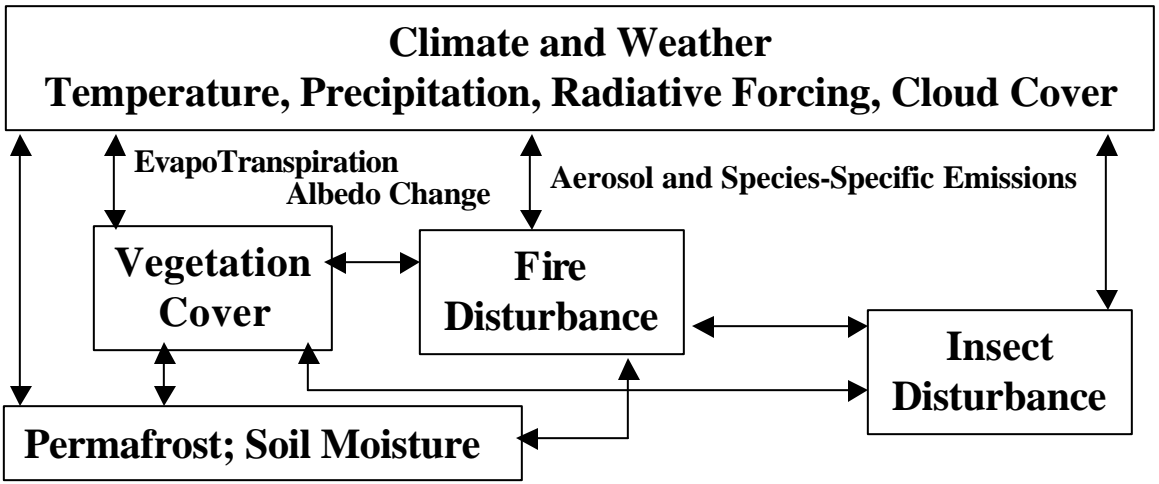 Climate and Weather
Temperature, Precipitation, Radiative Forcing, Cloud Cover
EvapoTranspiration
Albedo Change
Aerosol and Species-Specific Emissions
Vegetation
Cover
Fire
Disturbance
Insect
Disturbance
Permafrost; Soil Moisture